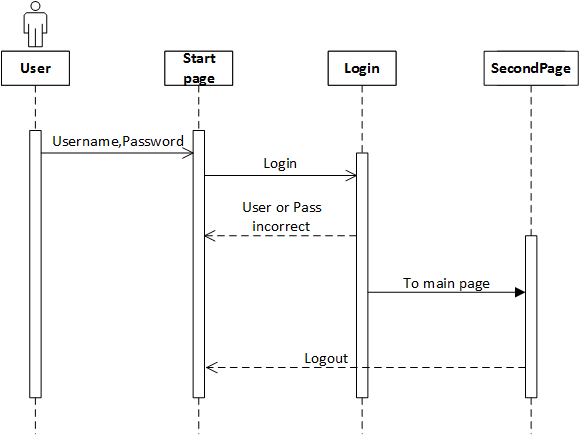 User
Start
page
Login
SecondPage
Username,Password
Login
User or Pass
incorrect
To main page
Logout